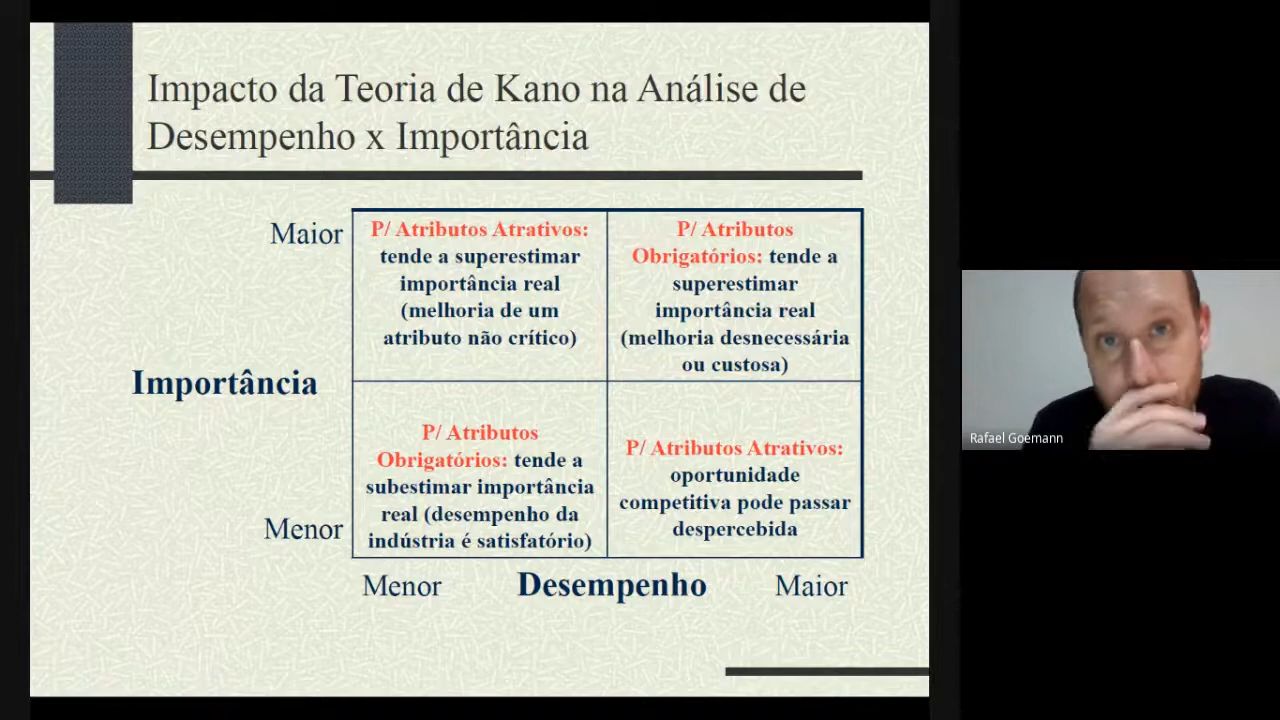 Impacto da Teoria de Kano na Análise de
Desempenho x Importância
Maior
P/ Atributos Atrativos:
tende a superestimar
importância real
(melhoria de um
atributo não crítico)
P/ Atributos
Obrigatórios: tende a
superestimar
importância real
(melhoria desnecessária
ou custosa)
Importância
P/ Atributos
Obrigatórios: tende a
subestimar importância
real (desempenho da
indústria é satisfatório)
P/ Atributos Atrativos:
oportunidade
competitiva pode passar
despercebida
Menor
Menor
Desempenho
Maior
Rafael Goemann